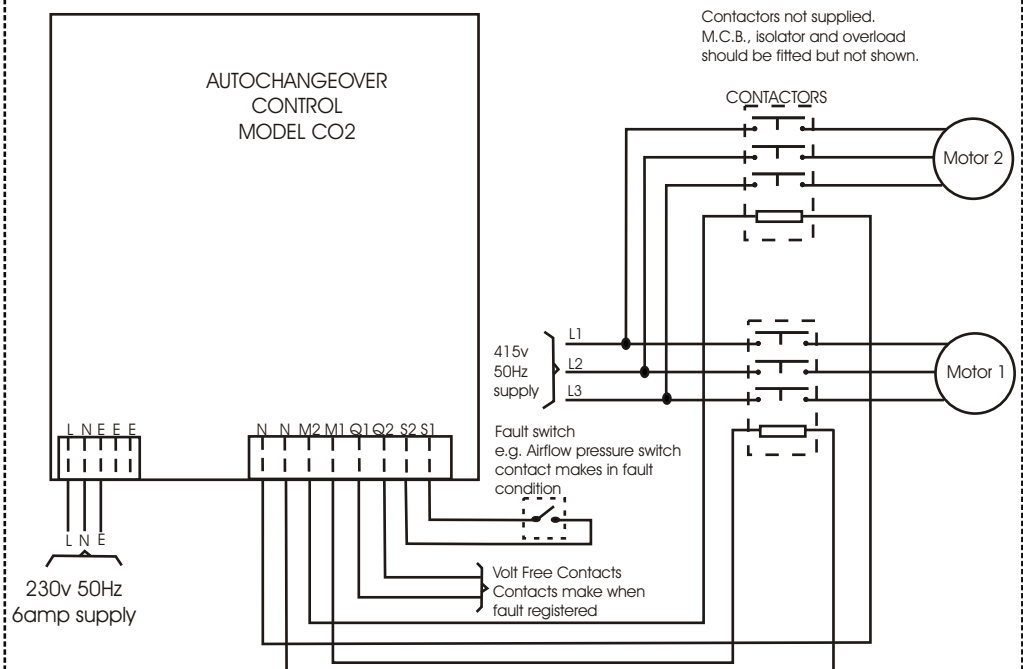 Contactors not supplied.
M.C.B., isolator and overload
should be fitted but not shown.
AUTOCHANGEOVER
CONTROL
MODEL CO2
CONTACTORS
Motor 2
L1
415v
50Hz
supply
L2
L3
Motor 1
L N E E E
N N M2 M1 Q1 Q2 S2 S1
Fault switch
e.g. Airflow pressure switch
contact makes in fault
condition
L N E
230v 50Hz
6amp supply
Volt Free Contacts
Contacts make when
fault registered